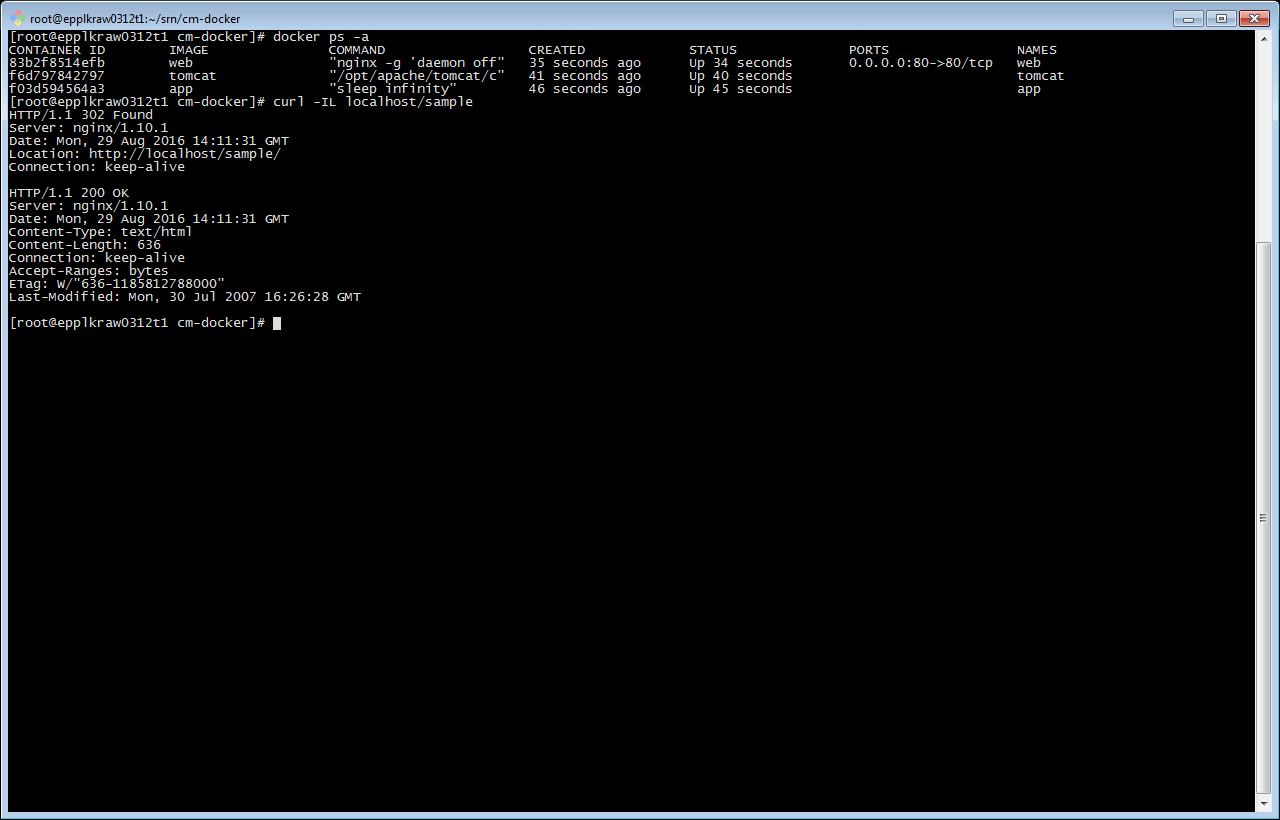 root@epplkraw0312t1:~/srn/cm-docker
[root@epplkraw0312t1 cm-docker]# docker ps -a
CONTAINER ID        IMAGE               COMMAND                  CREATED             STATUS              PORTS                NAMES
83b2f8514efb        web                 "nginx -g 'daemon off"   35 seconds ago      Up 34 seconds       0.0.0.0:80->80/tcp   web
f6d797842797        tomcat              "/opt/apache/tomcat/c"   41 seconds ago      Up 40 seconds                            tomcat
f03d594564a3        app                 "sleep infinity"         46 seconds ago      Up 45 seconds                            app
[root@epplkraw0312t1 cm-docker]# curl -IL localhost/sample
HTTP/1.1 302 Found
Server: nginx/1.10.1
Date: Mon, 29 Aug 2016 14:11:31 GMT
Location: http://localhost/sample/
Connection: keep-alive

HTTP/1.1 200 OK
Server: nginx/1.10.1
Date: Mon, 29 Aug 2016 14:11:31 GMT
Content-Type: text/html
Content-Length: 636
Connection: keep-alive
Accept-Ranges: bytes
ETag: W/"636-1185812788000"
Last-Modified: Mon, 30 Jul 2007 16:26:28 GMT

[root@epplkraw0312t1 cm-docker]#